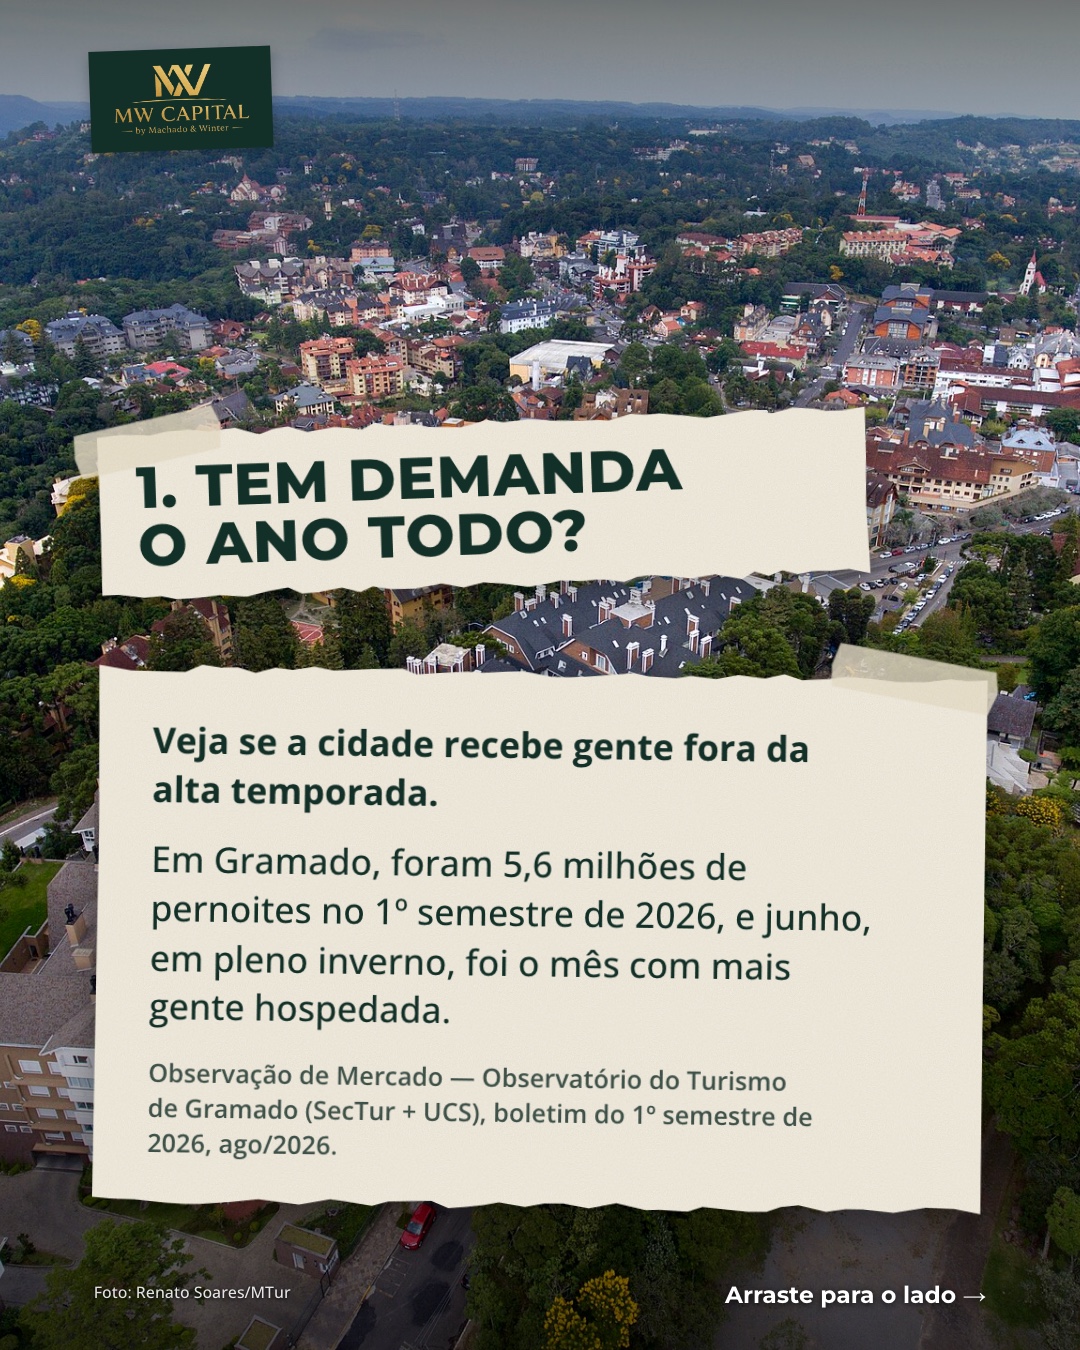 MW CAPITAL
by Machado & Winter
1. TEM DEMANDA
O ANO TODO?
Veja se a cidade recebe gente fora da
alta temporada.
Em Gramado, foram 5,6 milhões de
pernoites no 1º semestre de 2026, e junho,
em pleno inverno, foi o mês com mais
gente hospedada.
Observação de Mercado — Observatório do Turismo
de Gramado (SecTur + UCS), boletim do 1º semestre de
2026, ago/2026.
Foto: Renato Soares/MTur
Arraste para o lado →